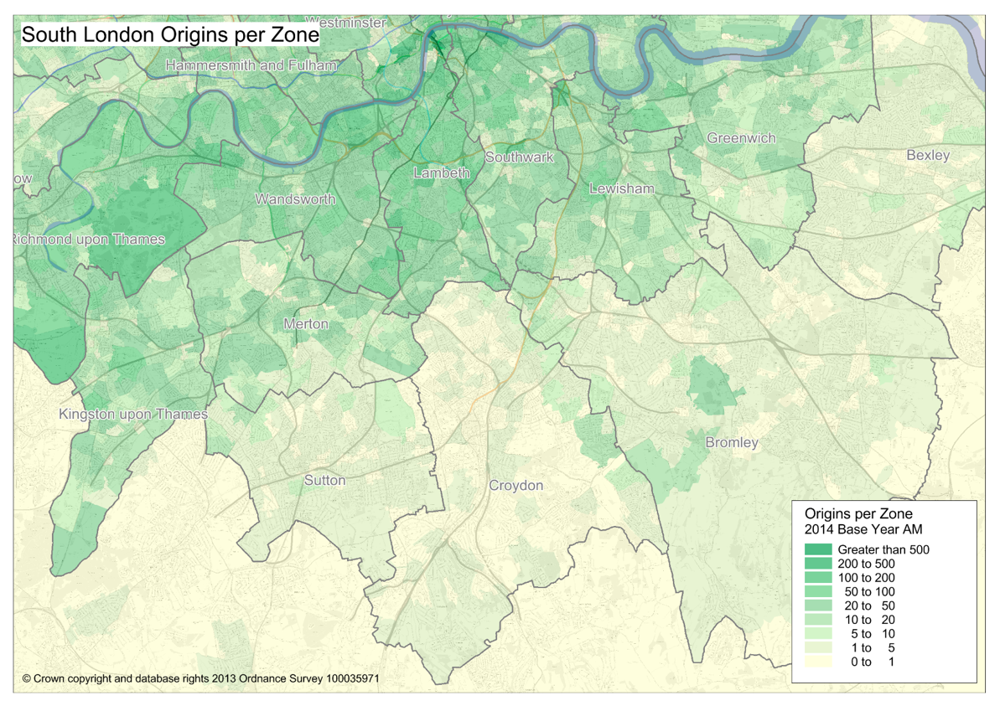 Westminster
South London Origins per Zone
Hammersmith and Fulham
Greenwich
Bexley
Southwark
Lambeth
ow
Lewisham
Wandsworth
Richmond upon Thames
Merton
Kingston upon Thames
Bromley
Sutton
Croydon
Origins per Zone
2014 Base Year AM
Greater than 500
200 to 500
100 to 200
50 to 100
20 to 50
10 to 20
5 to 10
1 to 5
0 to 1
© Crown copyright and database rights 2013 Ordnance Survey 100035971